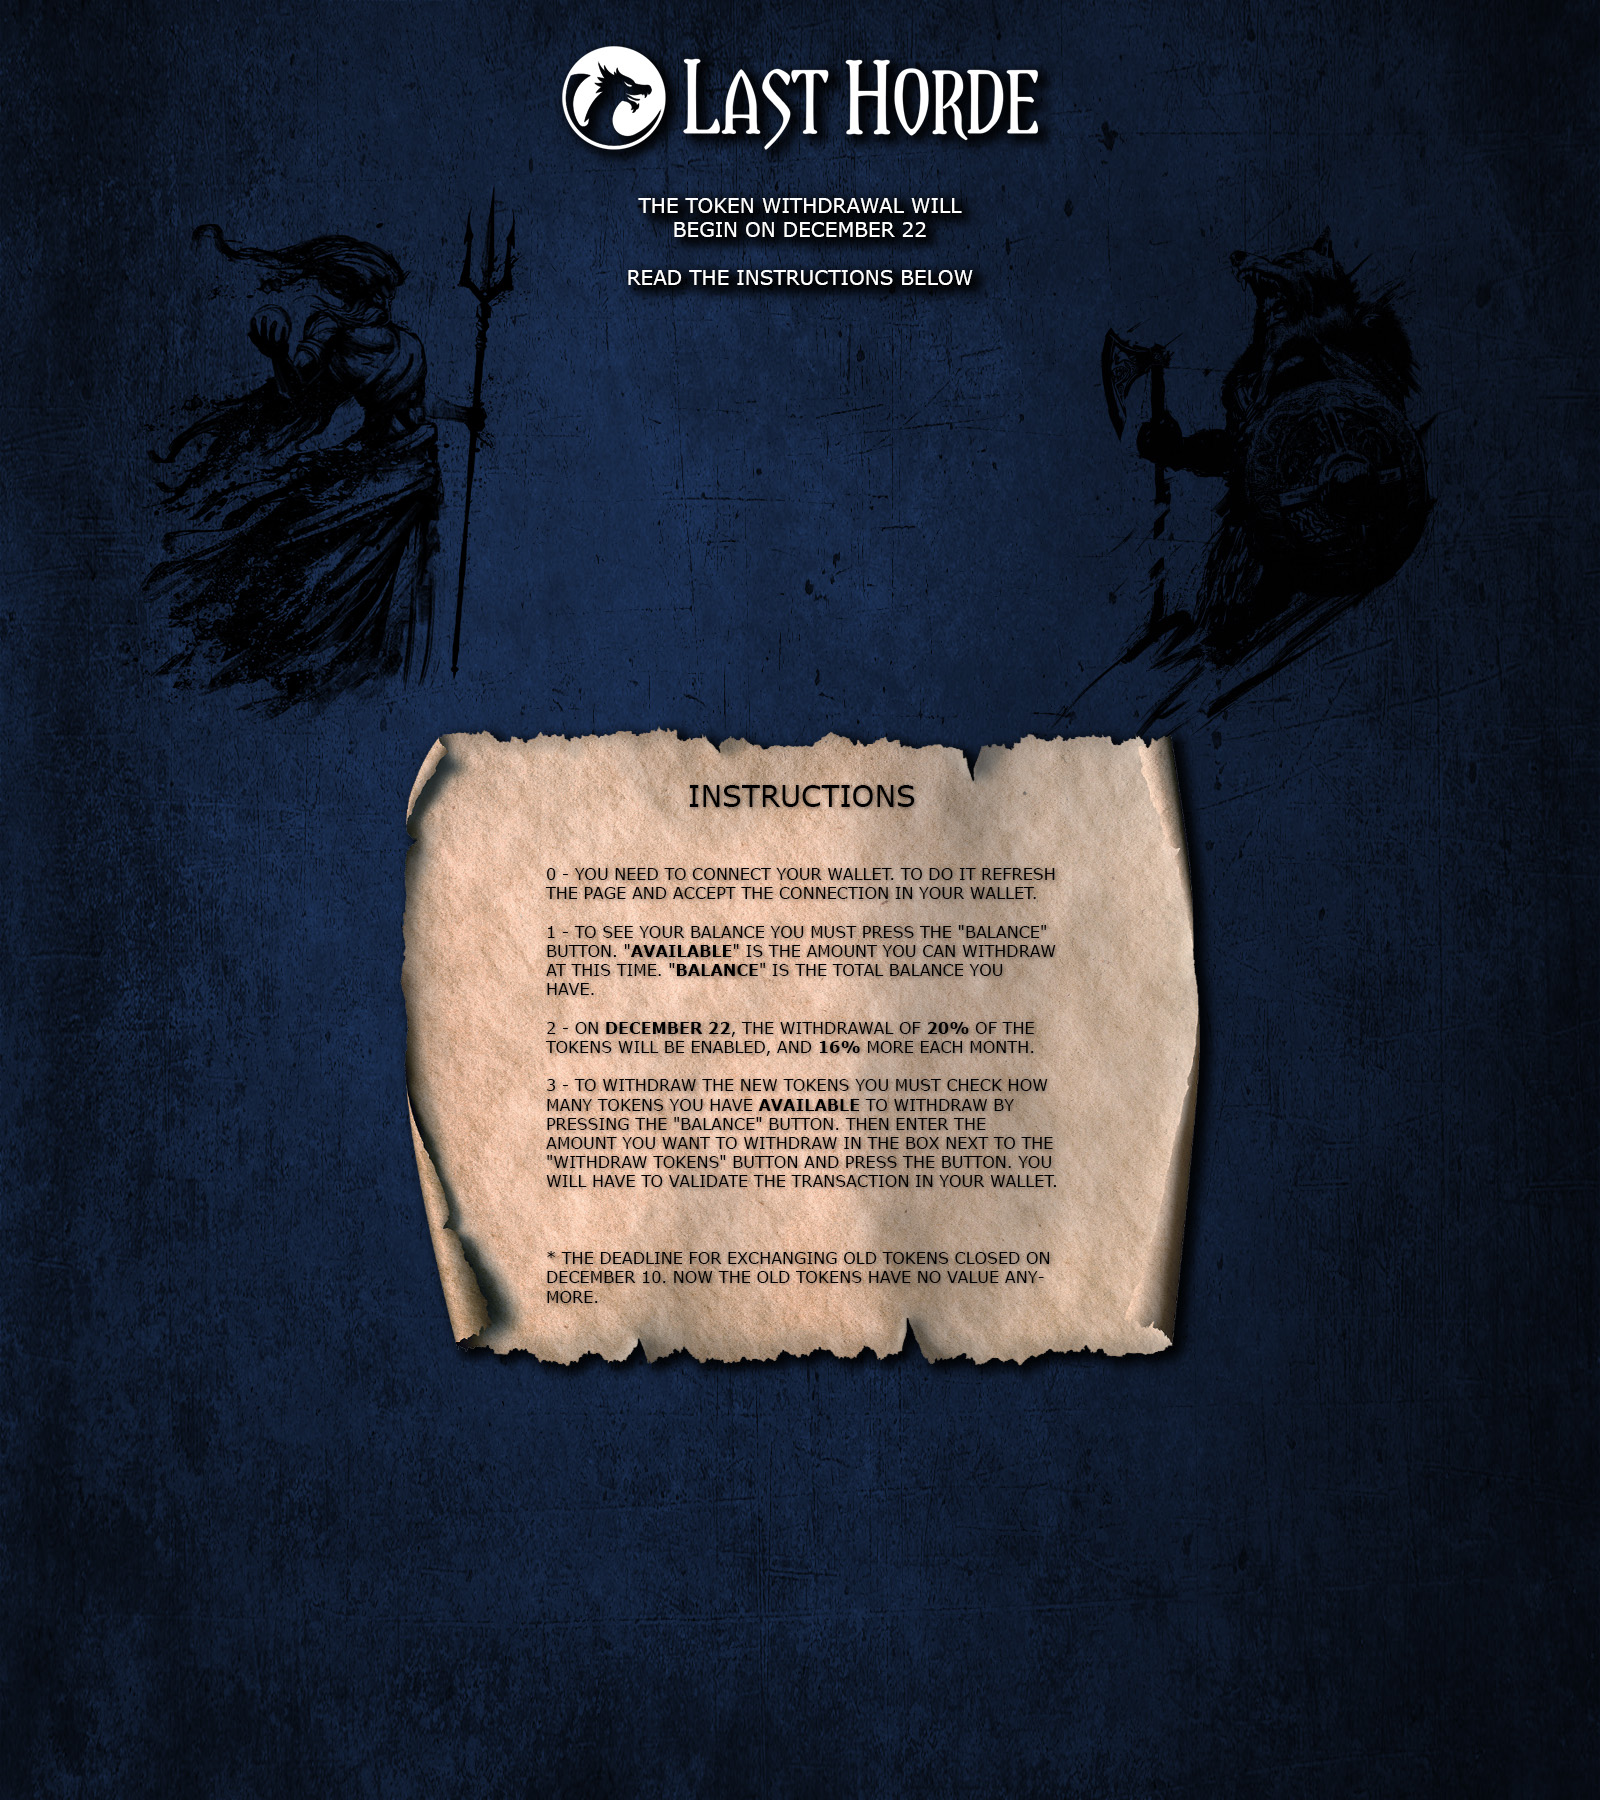 LAST HORDE
THE TOKEN WITHDRAWAL WILL
BEGIN ON DECEMBER 22
READ THE INSTRUCTIONS BELOW
INSTRUCTIONS
0 - YOU NEED TO CONNECT YOUR WALLET. TO DO IT REFRESH
THE PAGE AND ACCEPT THE CONNECTION IN YOUR WALLET.
1 - TO SEE YOUR BALANCE YOU MUST PRESS THE "BALANCE"
BUTTON. "AVAILABLE" IS THE AMOUNT YOU CAN WITHDRAW
AT THIS TIME. "BALANCE" IS THE TOTAL BALANCE YOU
HAVE.
2 - ON DECEMBER 22, THE WITHDRAWAL OF 20% OF THE
TOKENS WILL BE ENABLED, AND 16% MORE EACH MONTH.
3 - TO WITHDRAW THE NEW TOKENS YOU MUST CHECK HOW
MANY TOKENS YOU HAVE AVAILABLE TO WITHDRAW BY
PRESSING THE "BALANCE" BUTTON. THEN ENTER THE
AMOUNT YOU WANT TO WITHDRAW IN THE BOX NEXT TO THE
"WITHDRAW TOKENS" BUTTON AND PRESS THE BUTTON. YOU
WILL HAVE TO VALIDATE THE TRANSACTION IN YOUR WALLET.
* THE DEADLINE FOR EXCHANGING OLD TOKENS CLOSED ON
DECEMBER 10. NOW THE OLD TOKENS HAVE NO VALUE ANY-
MORE.